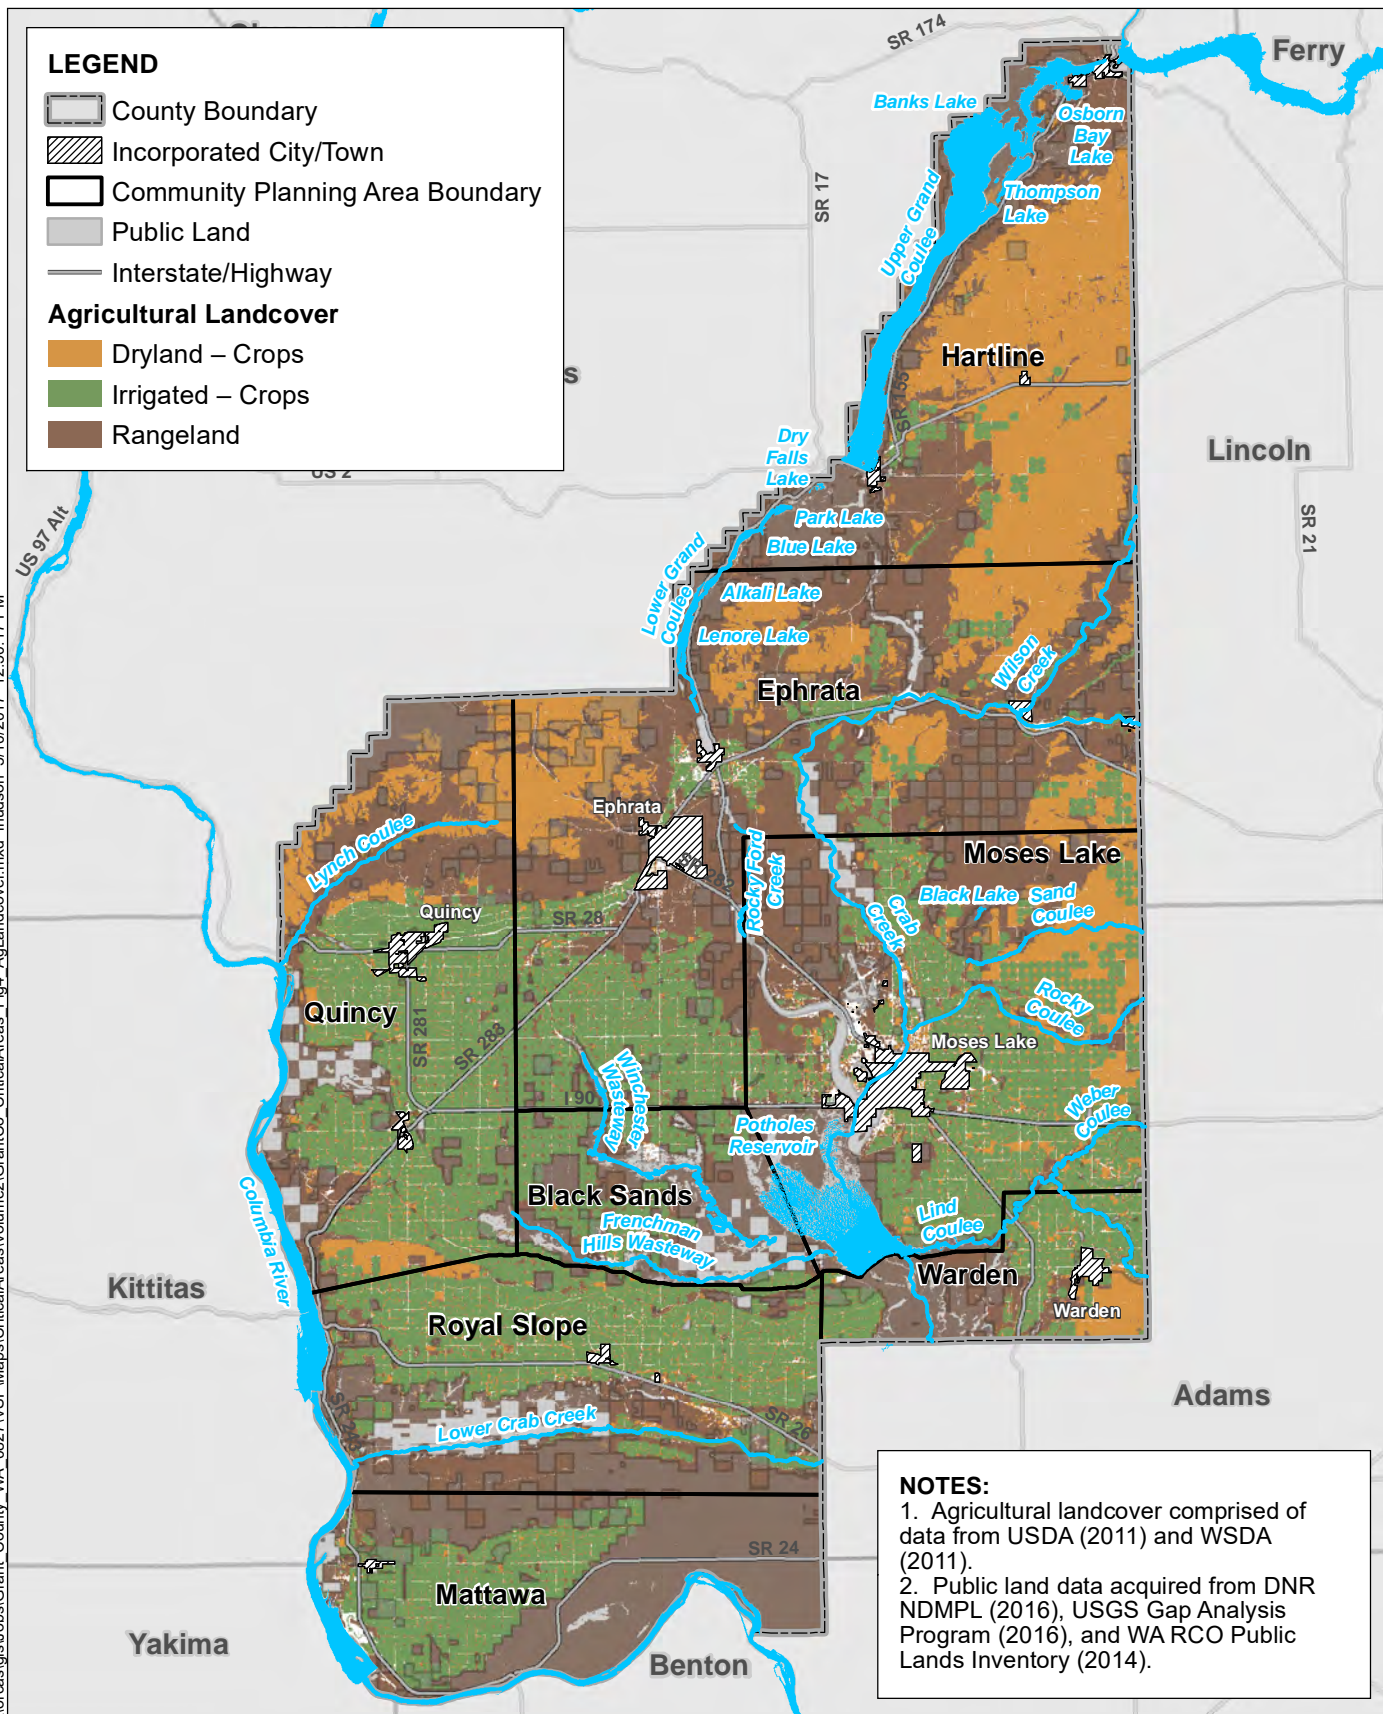 SR 174
Ferry
LEGEND
County Boundary
Incorporated City/Town
Community Planning Area Boundary
Public Land
Interstate/Highway
Agricultural Landcover
Dryland – Crops
Irrigated – Crops
Rangeland
Banks Lake
Osborn
Bay
Lake
SR 17
Thompson
Lake
Upper Grand
Coulee
Hartline
s
SR 155
Dry
Falls
Lake
Lincoln
US 2
US 97 Alt
SR 21
Park Lake
Blue Lake
Lower Grand
Coulee
Alkali Lake
Lenore Lake
Wilson
Creek
Ephrata
Ephrata
Lynch Coulee
Rocky Ford
Creek
Moses Lake
Black Lake
Sand
Coulee
Crab
Creek
Quincy
SR 28
SR
Quincy
SR 281
SR 283
Rocky
Coulee
Moses Lake
Winchester
Wasteway
I 90
Weber
Coulee
Potholes
Reservoir
Black Sands
Frenchman
Hills Wasteway
Lind
Coulee
Columbia River
Kittitas
Warden
Warden
Royal Slope
Adams
SR 26
Lower Crab Creek
SR 24
Mattawa
Yakima
Benton
NOTES:
1. Agricultural landcover comprised of
data from USDA (2011) and WSDA
(2011).
2. Public land data acquired from DNR
NDMPL (2016), USGS Gap Analysis
Program (2016), and WA RCO Public
Lands Inventory (2014).